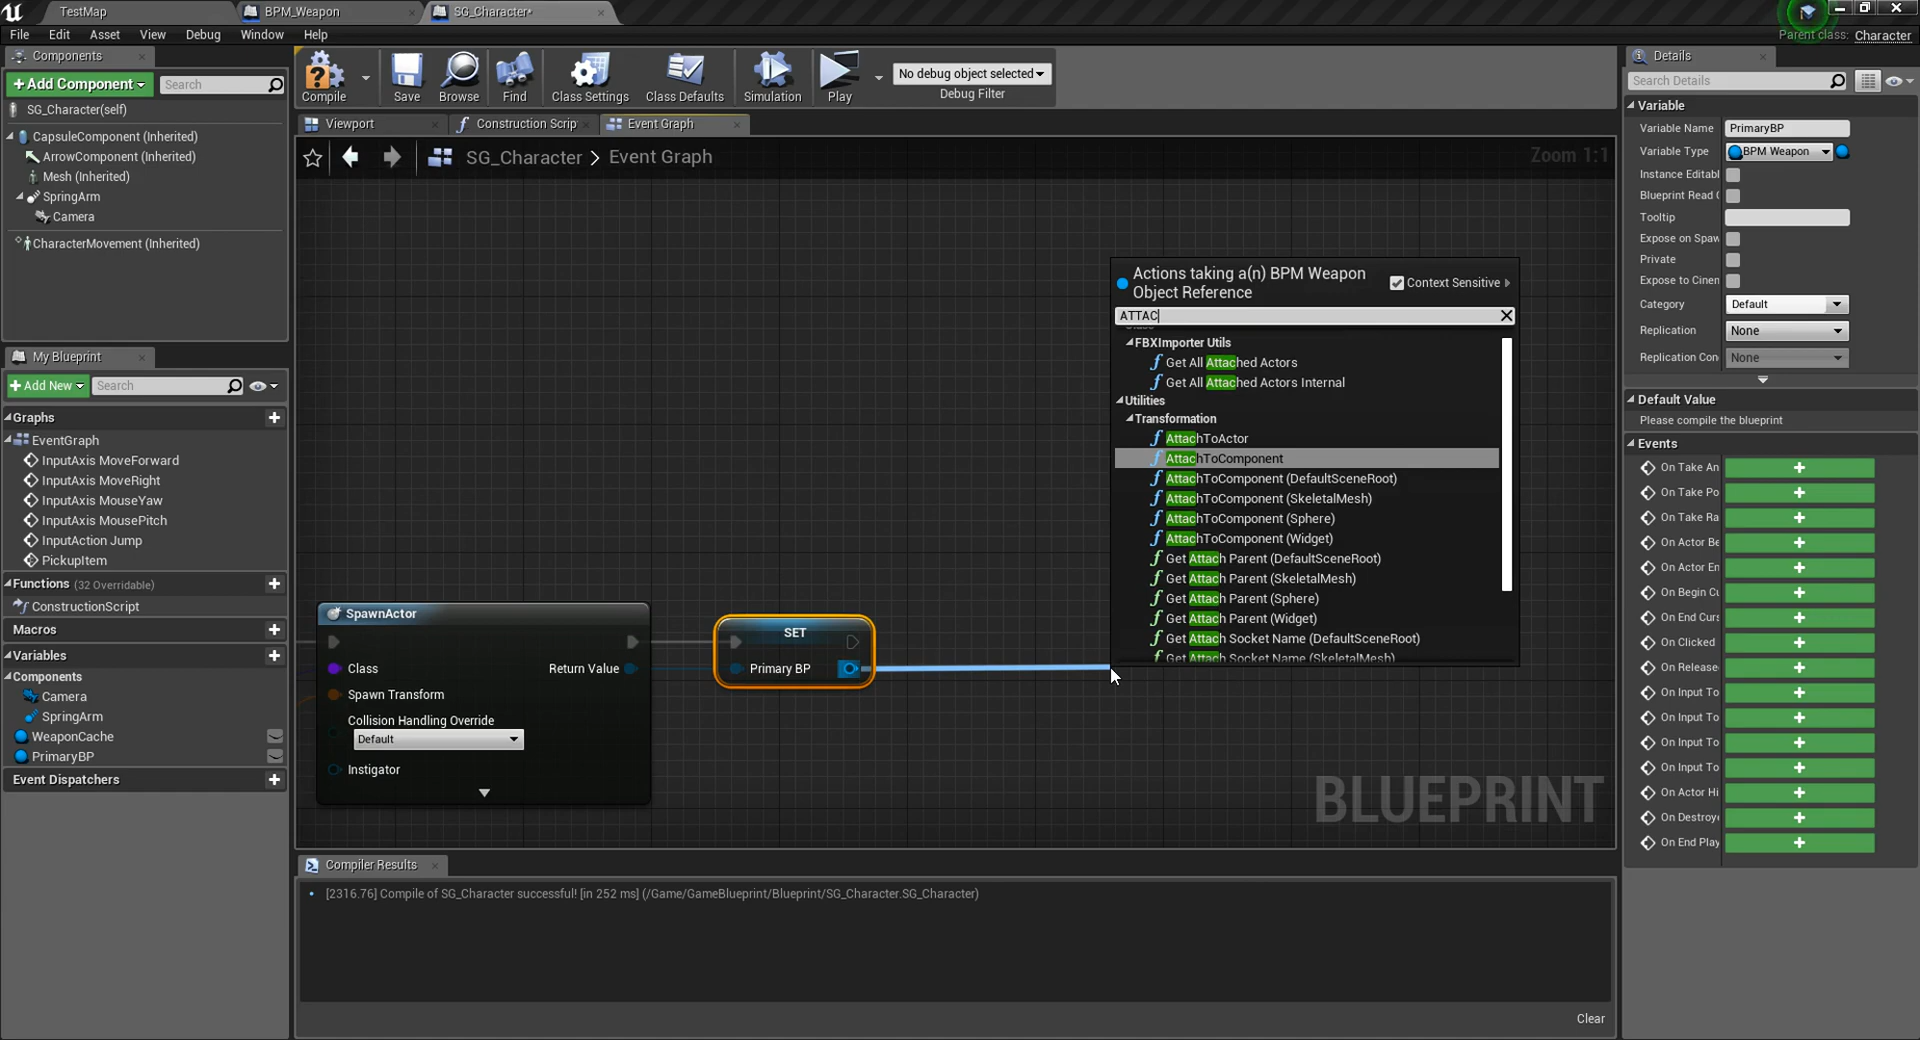 TestMap
BPM_Weapon
SG_Character•
Parent class: Character
File Edit Asset View Debug Window Help
Components
+Add Component
Search
SG_Character(self)
CapsuleComponent (Inherited)
ArrowComponent (Inherited)
Mesh (Inherited)
SpringArm
Camera
CharacterMovement (Inherited)
My Blueprint
+Add New
Search
Graphs
EventGraph
InputAxis MoveForward
InputAxis MoveRight
InputAxis MouseYaw
InputAxis MousePitch
InputAction Jump
PickupItem
Functions (32 Overridable)
ConstructionScript
Macros
Variables
Components
Camera
SpringArm
WeaponCache
PrimaryBP
Event Dispatchers
Compile
Save
Browse
Find
Class Settings
Class Defaults
Simulation
Play
No debug object selected
Debug Filter
Viewport
Construction Scrip
Event Graph
SG_Character > Event Graph
Zoom 1:1
SpawnActor
Class
Return Value
Spawn Transform
Collision Handling Override
Default
Instigator
SET
Primary BP
Actions taking a(n) BPM Weapon
Object Reference
Context Sensitive
ATTAC
FBXImporter Utils
Get All Attached Actors
Get All Attached Actors Internal
Utilities
Transformation
AttachToActor
AttachToComponent
AttachToComponent (DefaultSceneRoot)
AttachToComponent (SkeletalMesh)
AttachToComponent (Sphere)
AttachToComponent (Widget)
Get Attach Parent (DefaultSceneRoot)
Get Attach Parent (SkeletalMesh)
Get Attach Parent (Sphere)
Get Attach Parent (Widget)
Get Attach Socket Name (DefaultSceneRoot)
Get Attach Socket Name (SkeletalMesh)
BLUEPRINT
Compiler Results
[2316.76] Compile of SG_Character successful! [in 252 ms] (/Game/GameBlueprint/Blueprint/SG_Character.SG_Character)
Clear
Details
Search Details
Variable
Variable Name PrimaryBP
Variable Type BPM Weapon
Instance Editabl
Blueprint Read O
Tooltip
Expose on Spaw
Private
Expose to Cinem
Category Default
Replication None
Replication Con None
Default Value
Please compile the blueprint
Events
On Take An
On Take Po
On Take Ra
On Actor Be
On Actor En
On Begin Cu
On End Curs
On Clicked
On Release
On Input To
On Input To
On Input To
On Input To
On Actor Hi
On Destroye
On End Play